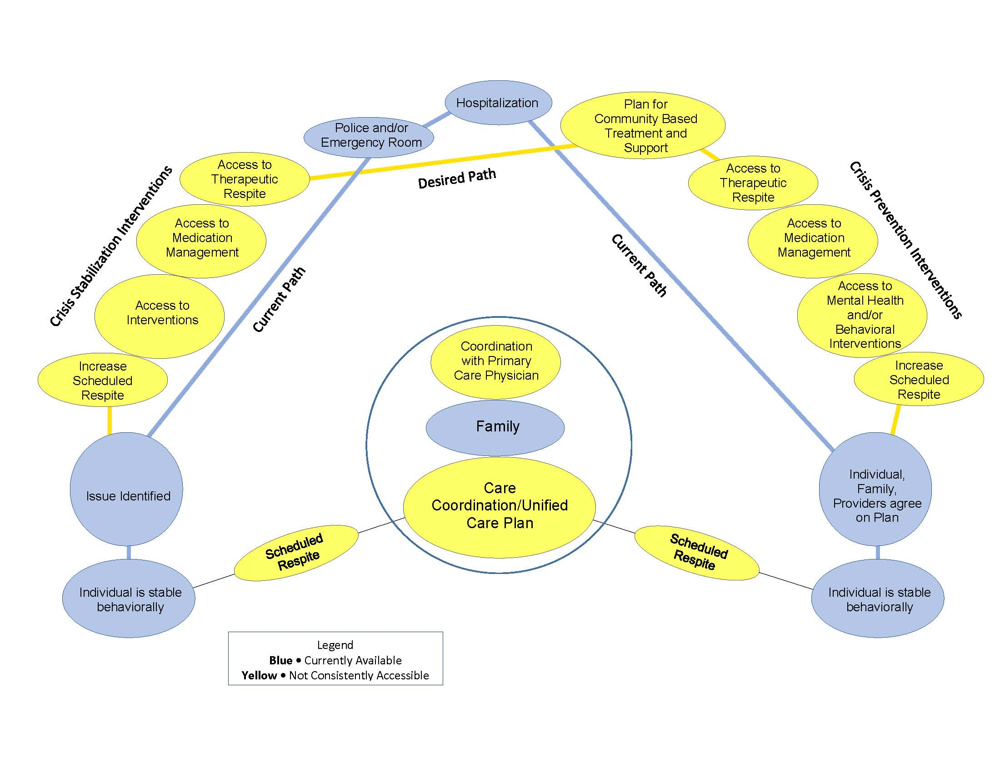 Hospitalization
Plan for
Community Based
Treatment and
Support
Police and/or
Emergency Room
Access to
Therapeutic
Respite
Desired Path
Access to
Therapeutic
Respite
Crisis Stabilization Interventions
Crisis Prevention Interventions
Access to
Medication
Management
Current Path
Current Path
Access to
Medication
Management
Access to
Interventions
Access to
Mental Health
and/or
Behavioral
Interventions
Increase
Scheduled
Respite
Coordination
with Primary
Care Physician
Increase
Scheduled
Respite
Family
Issue Identified
Care
Coordination/Unified
Care Plan
Individual,
Family,
Providers agree
on Plan
Scheduled
Respite
Scheduled
Respite
Individual is stable
behaviorally
Individual is stable
behaviorally
Legend
Blue • Currently Available
Yellow • Not Consistently Accessible